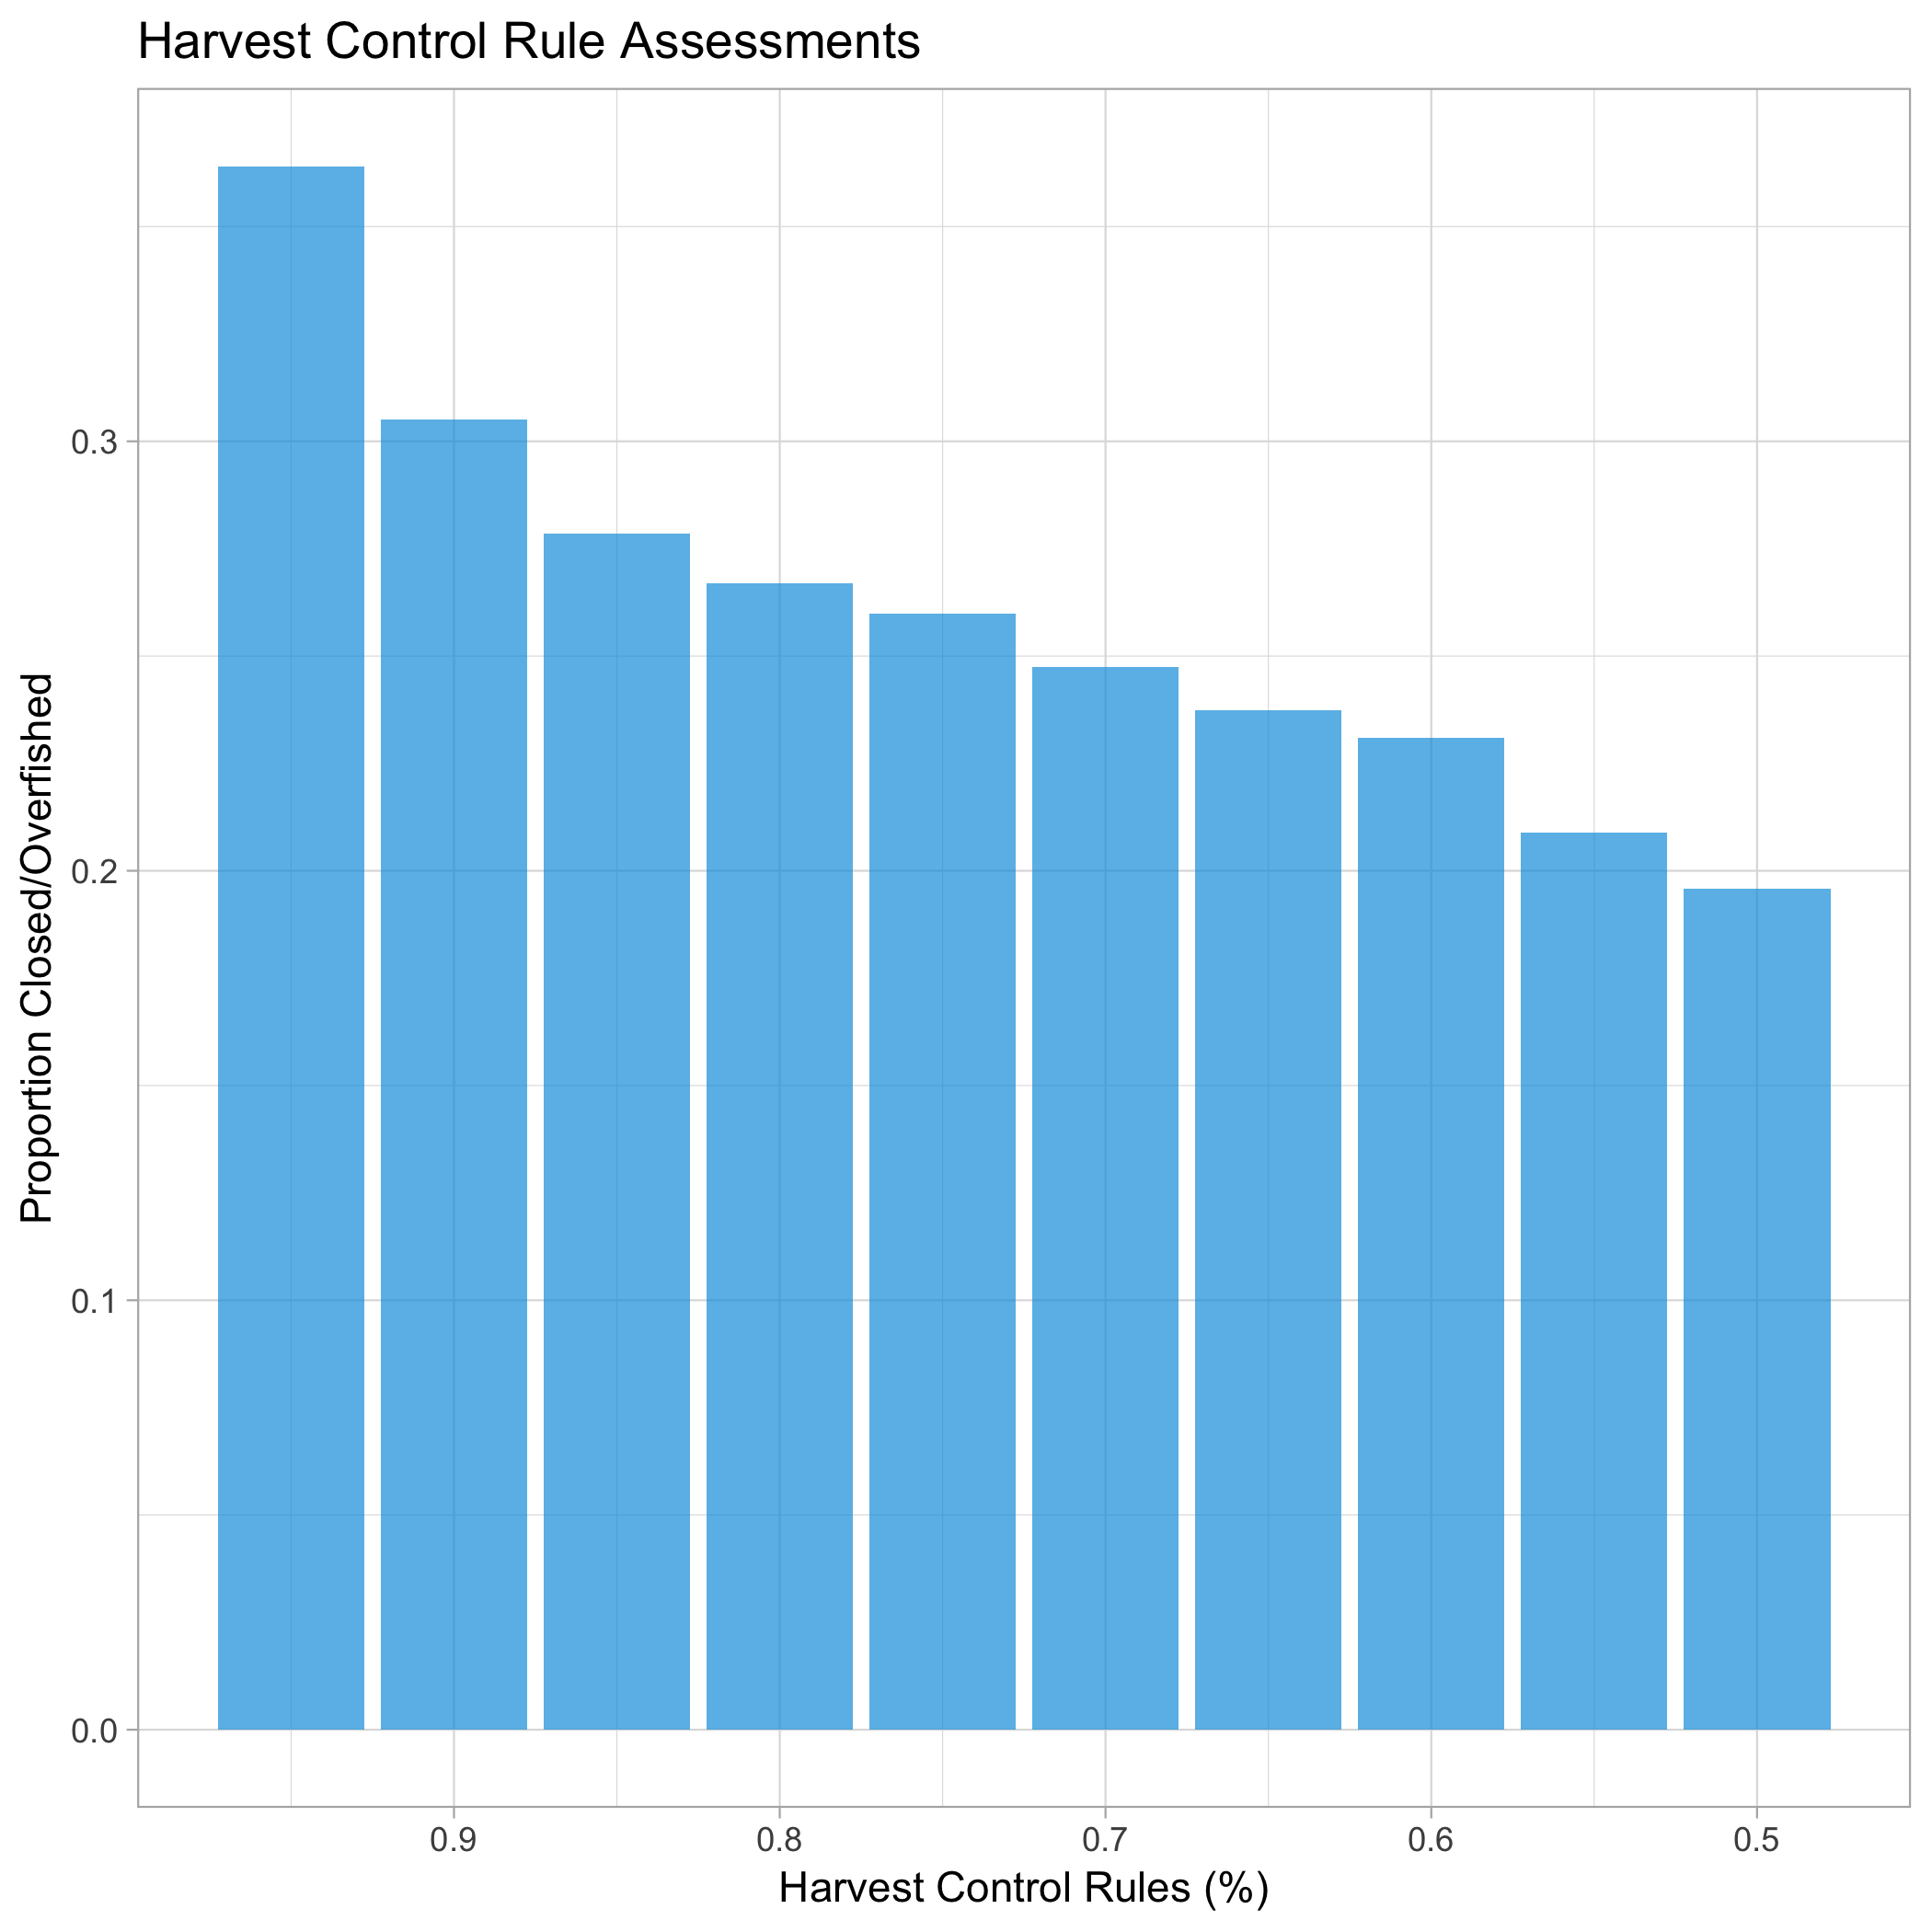 Harvest Control Rule Assessments
Proportion Closed/Overfished
0.3
0.2
0.1
0.0
0.9 0.8 0.7 0.6 0.5
Harvest Control Rules (%)